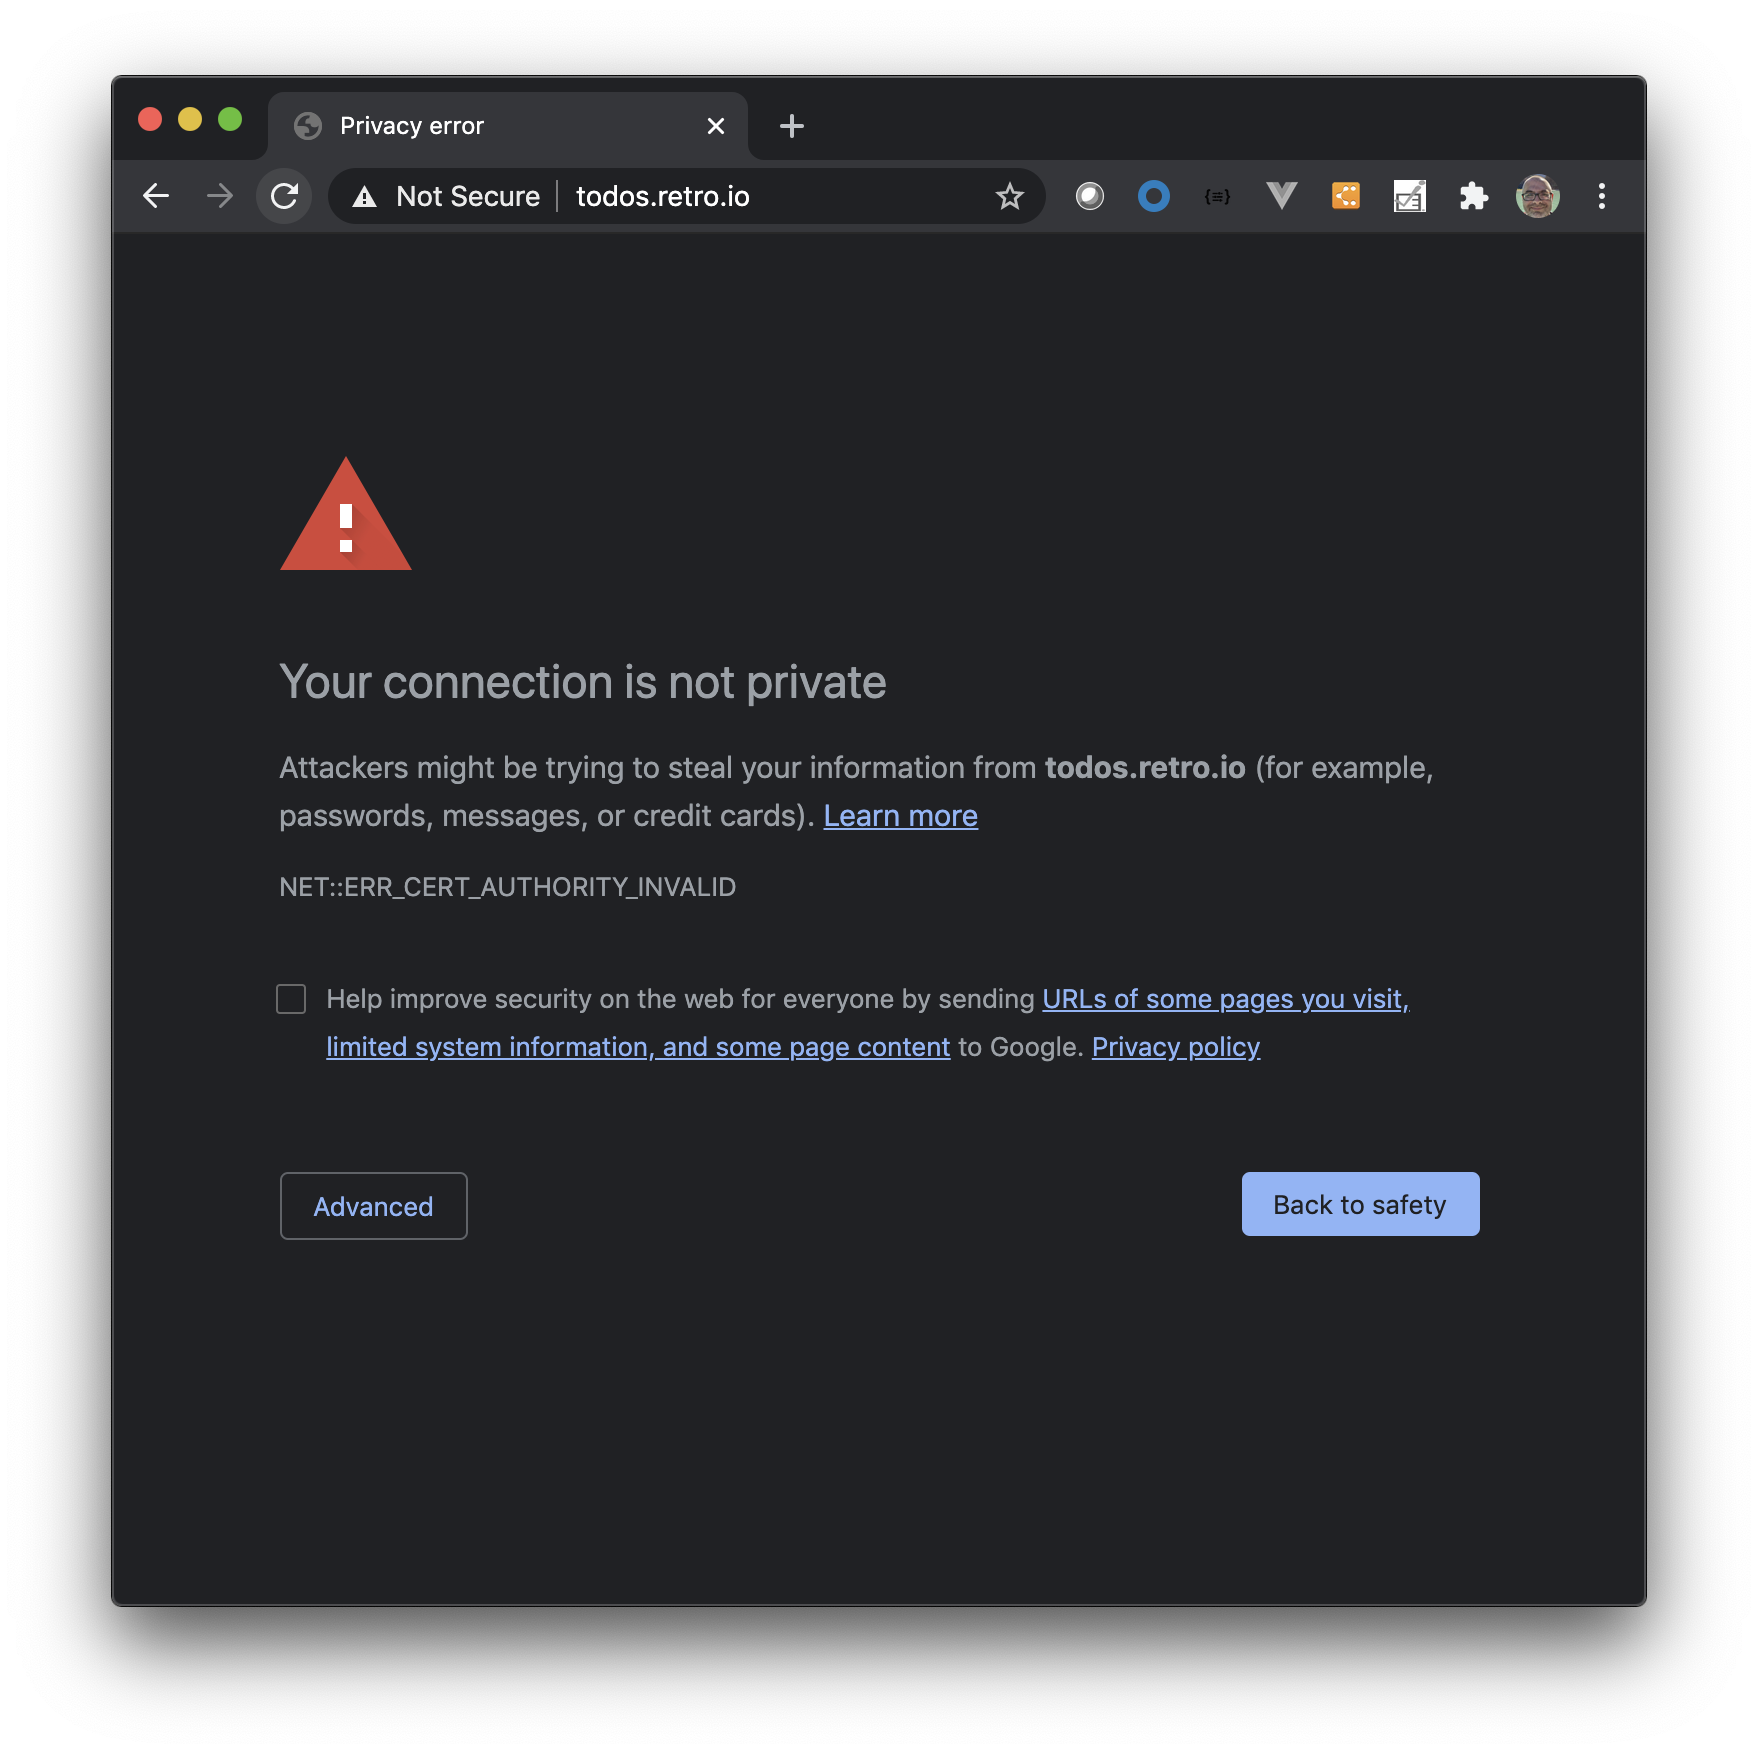 Privacy error
Not Secure
todos.retro.io
{≡}
Your connection is not private
Attackers might be trying to steal your information from todos.retro.io (for example,
passwords, messages, or credit cards). Learn more
NET::ERR_CERT_AUTHORITY_INVALID
Help improve security on the web for everyone by sending URLs of some pages you visit,
limited system information, and some page content to Google. Privacy policy
Advanced
Back to safety